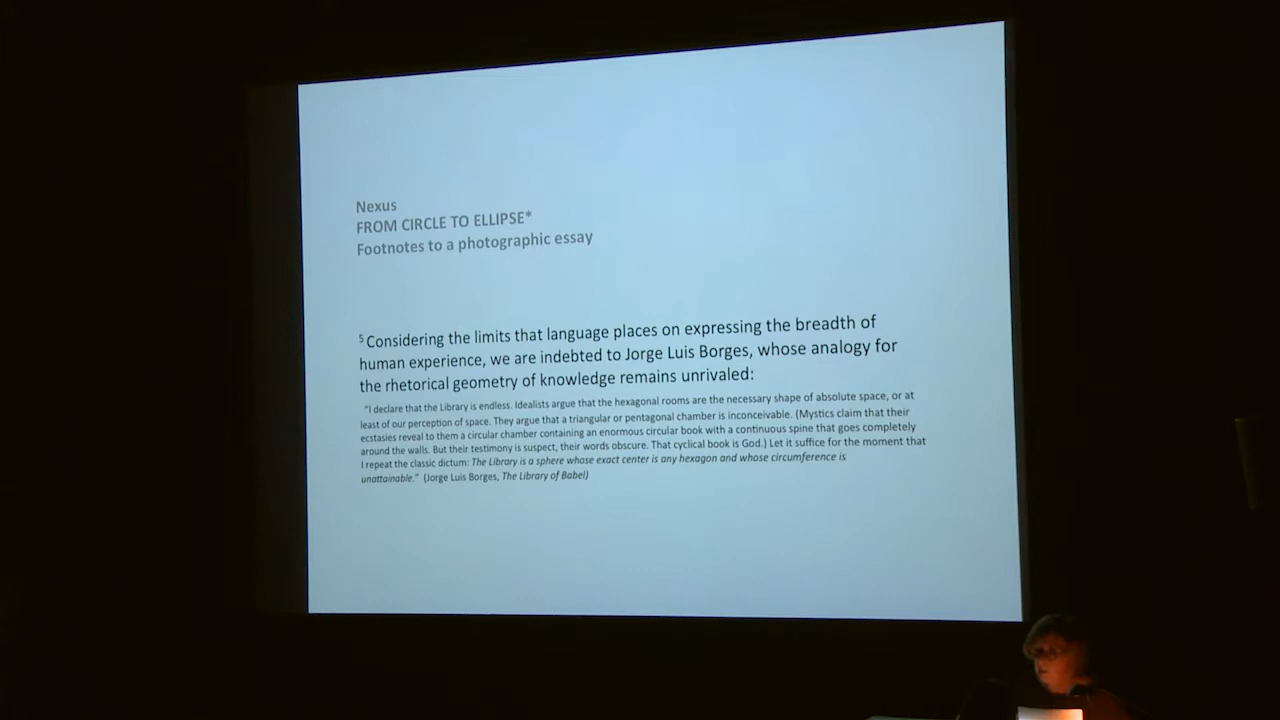 Nexus
FROM CIRCLE TO ELLIPSE*
Footnotes to a photographic essay
5 Considering the limits that language places on expressing the breadth of
human experience, we are indebted to Jorge Luis Borges, whose analogy for
the rhetorical geometry of knowledge remains unrivaled:
"I declare that the Library is endless. Idealists argue that the hexagonal rooms are the necessary shape of absolute space, or at
least of our perception of space. They argue that a triangular or pentagonal chamber is inconceivable. (Mystics claim that their
ecstasies reveal to them a circular chamber containing an enormous circular book with a continuous spine that goes completely
around the walls. But their testimony is suspect, their words obscure. That cyclical book is God.) Let it suffice for the moment that
I repeat the classic dictum: The Library is a sphere whose exact center is any hexagon and whose circumference is
unattainable." (Jorge Luis Borges, The Library of Babel)